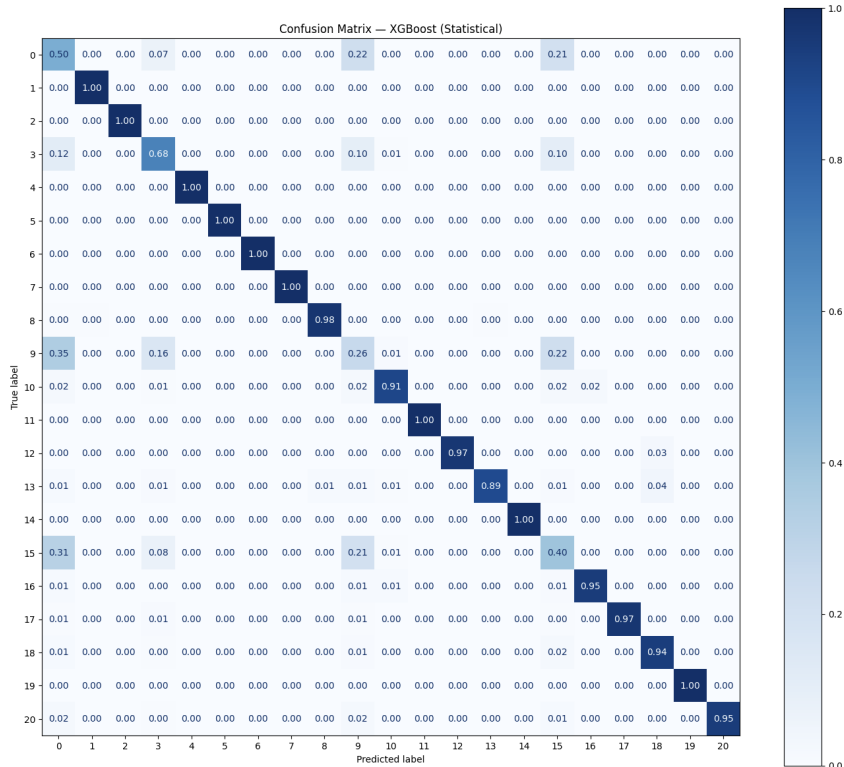 Confusion Matrix — XGBoost (Statistical)
0 0.50 0.00 0.00 0.07 0.00 0.00 0.00 0.00 0.00 0.22 0.00 0.00 0.00 0.00 0.00 0.21 0.00 0.00 0.00 0.00 0.00
1 0.00 1.00 0.00 0.00 0.00 0.00 0.00 0.00 0.00 0.00 0.00 0.00 0.00 0.00 0.00 0.00 0.00 0.00 0.00 0.00 0.00
2 0.00 0.00 1.00 0.00 0.00 0.00 0.00 0.00 0.00 0.00 0.00 0.00 0.00 0.00 0.00 0.00 0.00 0.00 0.00 0.00 0.00
3 0.12 0.00 0.00 0.68 0.00 0.00 0.00 0.00 0.00 0.10 0.01 0.00 0.00 0.00 0.00 0.10 0.00 0.00 0.00 0.00 0.00
4 0.00 0.00 0.00 0.00 1.00 0.00 0.00 0.00 0.00 0.00 0.00 0.00 0.00 0.00 0.00 0.00 0.00 0.00 0.00 0.00 0.00
5 0.00 0.00 0.00 0.00 0.00 1.00 0.00 0.00 0.00 0.00 0.00 0.00 0.00 0.00 0.00 0.00 0.00 0.00 0.00 0.00 0.00
6 0.00 0.00 0.00 0.00 0.00 0.00 1.00 0.00 0.00 0.00 0.00 0.00 0.00 0.00 0.00 0.00 0.00 0.00 0.00 0.00 0.00
7 0.00 0.00 0.00 0.00 0.00 0.00 0.00 1.00 0.00 0.00 0.00 0.00 0.00 0.00 0.00 0.00 0.00 0.00 0.00 0.00 0.00
8 0.00 0.00 0.00 0.00 0.00 0.00 0.00 0.00 0.98 0.00 0.00 0.00 0.00 0.00 0.00 0.00 0.00 0.00 0.00 0.00 0.00
9 0.35 0.00 0.00 0.16 0.00 0.00 0.00 0.00 0.00 0.26 0.01 0.00 0.00 0.00 0.00 0.22 0.00 0.00 0.00 0.00 0.00
10 0.02 0.00 0.00 0.01 0.00 0.00 0.00 0.00 0.00 0.02 0.91 0.00 0.00 0.00 0.00 0.02 0.02 0.00 0.00 0.00 0.00
11 0.00 0.00 0.00 0.00 0.00 0.00 0.00 0.00 0.00 0.00 0.00 1.00 0.00 0.00 0.00 0.00 0.00 0.00 0.00 0.00 0.00
12 0.00 0.00 0.00 0.00 0.00 0.00 0.00 0.00 0.00 0.00 0.00 0.00 0.97 0.00 0.00 0.00 0.00 0.00 0.03 0.00 0.00
13 0.01 0.00 0.00 0.01 0.00 0.00 0.00 0.00 0.01 0.01 0.01 0.00 0.00 0.89 0.00 0.01 0.00 0.00 0.04 0.00 0.00
14 0.00 0.00 0.00 0.00 0.00 0.00 0.00 0.00 0.00 0.00 0.00 0.00 0.00 0.00 1.00 0.00 0.00 0.00 0.00 0.00 0.00
15 0.31 0.00 0.00 0.08 0.00 0.00 0.00 0.00 0.00 0.21 0.01 0.00 0.00 0.00 0.00 0.40 0.00 0.00 0.00 0.00 0.00
16 0.01 0.00 0.00 0.00 0.00 0.00 0.00 0.00 0.00 0.01 0.01 0.00 0.00 0.00 0.00 0.01 0.95 0.00 0.00 0.00 0.00
17 0.01 0.00 0.00 0.01 0.00 0.00 0.00 0.00 0.00 0.01 0.00 0.00 0.00 0.00 0.00 0.00 0.00 0.97 0.00 0.00 0.00
18 0.01 0.00 0.00 0.00 0.00 0.00 0.00 0.00 0.00 0.01 0.00 0.00 0.00 0.00 0.00 0.02 0.00 0.00 0.94 0.00 0.00
19 0.00 0.00 0.00 0.00 0.00 0.00 0.00 0.00 0.00 0.00 0.00 0.00 0.00 0.00 0.00 0.00 0.00 0.00 0.00 1.00 0.00
20 0.02 0.00 0.00 0.00 0.00 0.00 0.00 0.00 0.00 0.02 0.00 0.00 0.00 0.00 0.00 0.01 0.00 0.00 0.00 0.00 0.95
0 1 2 3 4 5 6 7 8 9 10 11 12 13 14 15 16 17 18 19 20
Predicted label
True label
1.0
0.8
0.6
0.4
0.2
0.0